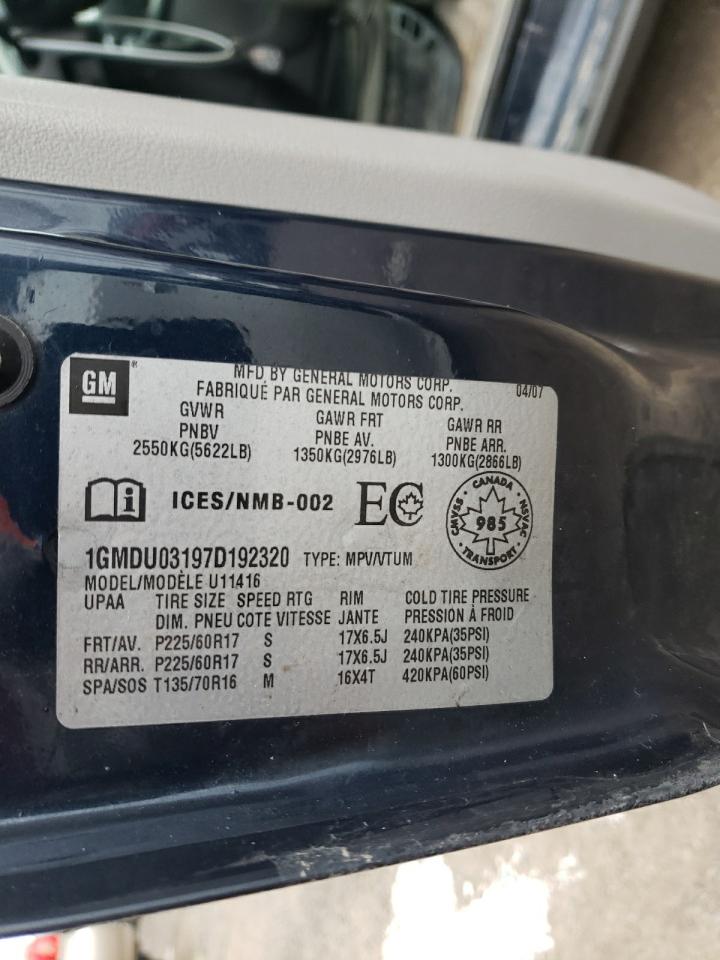 GM ®
MFD BY GENERAL MOTORS CORP. 04/07
FABRIQUÉ PAR GENERAL MOTORS CORP.
GVWR GAWR FRT GAWR RR
PNBV PNBE AV. PNBE ARR.
2550KG(5622LB) 1350KG(2976LB) 1300KG(2866LB)
ICES/NMB-002 EC
CANADA
CMVSS 985 NSVAC
TRANSPORT
1GMDU03197D192320 TYPE: MPV/VTUM
MODEL/MODÈLE U11416
UPAA TIRE SIZE SPEED RTG RIM COLD TIRE PRESSURE
DIM. PNEU COTE VITESSE JANTE PRESSION À FROID
FRT/AV. P225/60R17 S 17X6.5J 240KPA(35PSI)
RR/ARR. P225/60R17 S 17X6.5J 240KPA(35PSI)
SPA/SOS T135/70R16 M 16X4T 420KPA(60PSI)